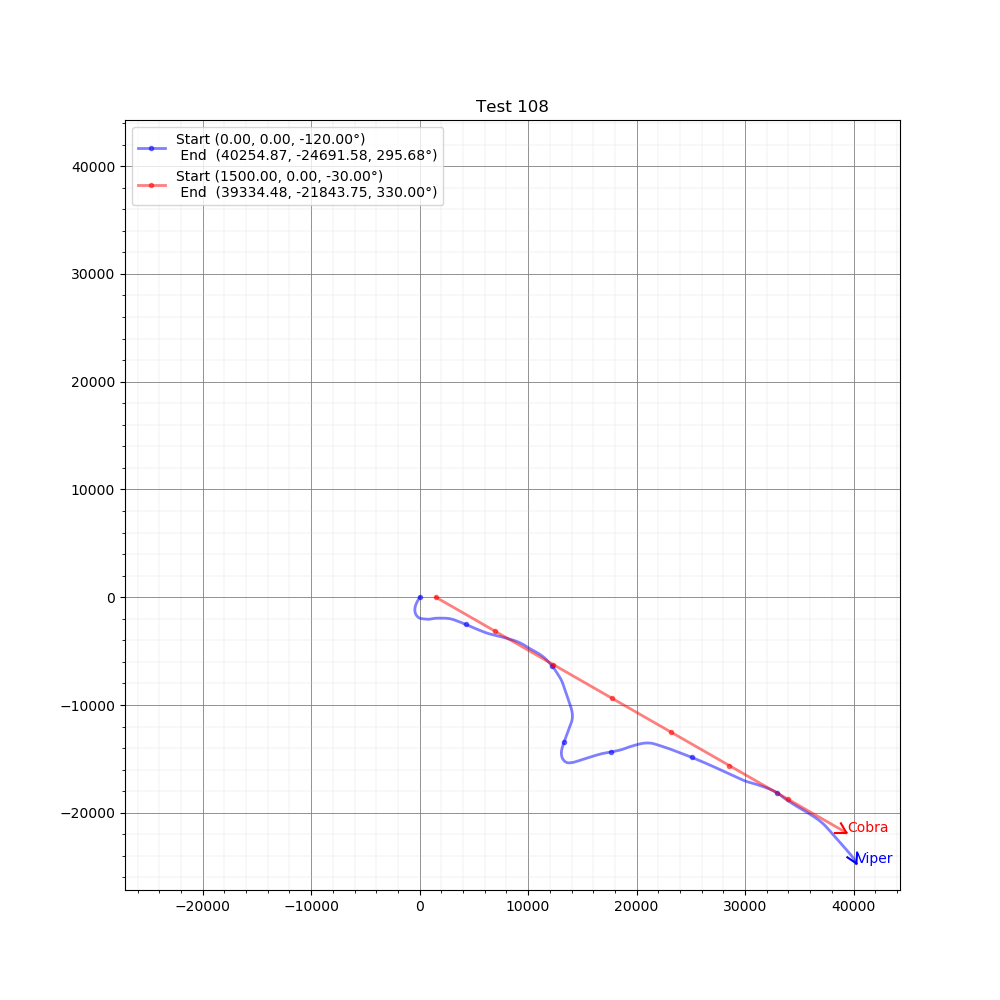 Test 108
Start (0.00, 0.00, -120.00°)
End  (40254.87, -24691.58, 295.68°)
Start (1500.00, 0.00, -30.00°)
End  (39334.48, -21843.75, 330.00°)
40000
30000
20000
10000
0
−10000
−20000
Cobra
Viper
−20000 −10000 0 10000 20000 30000 40000